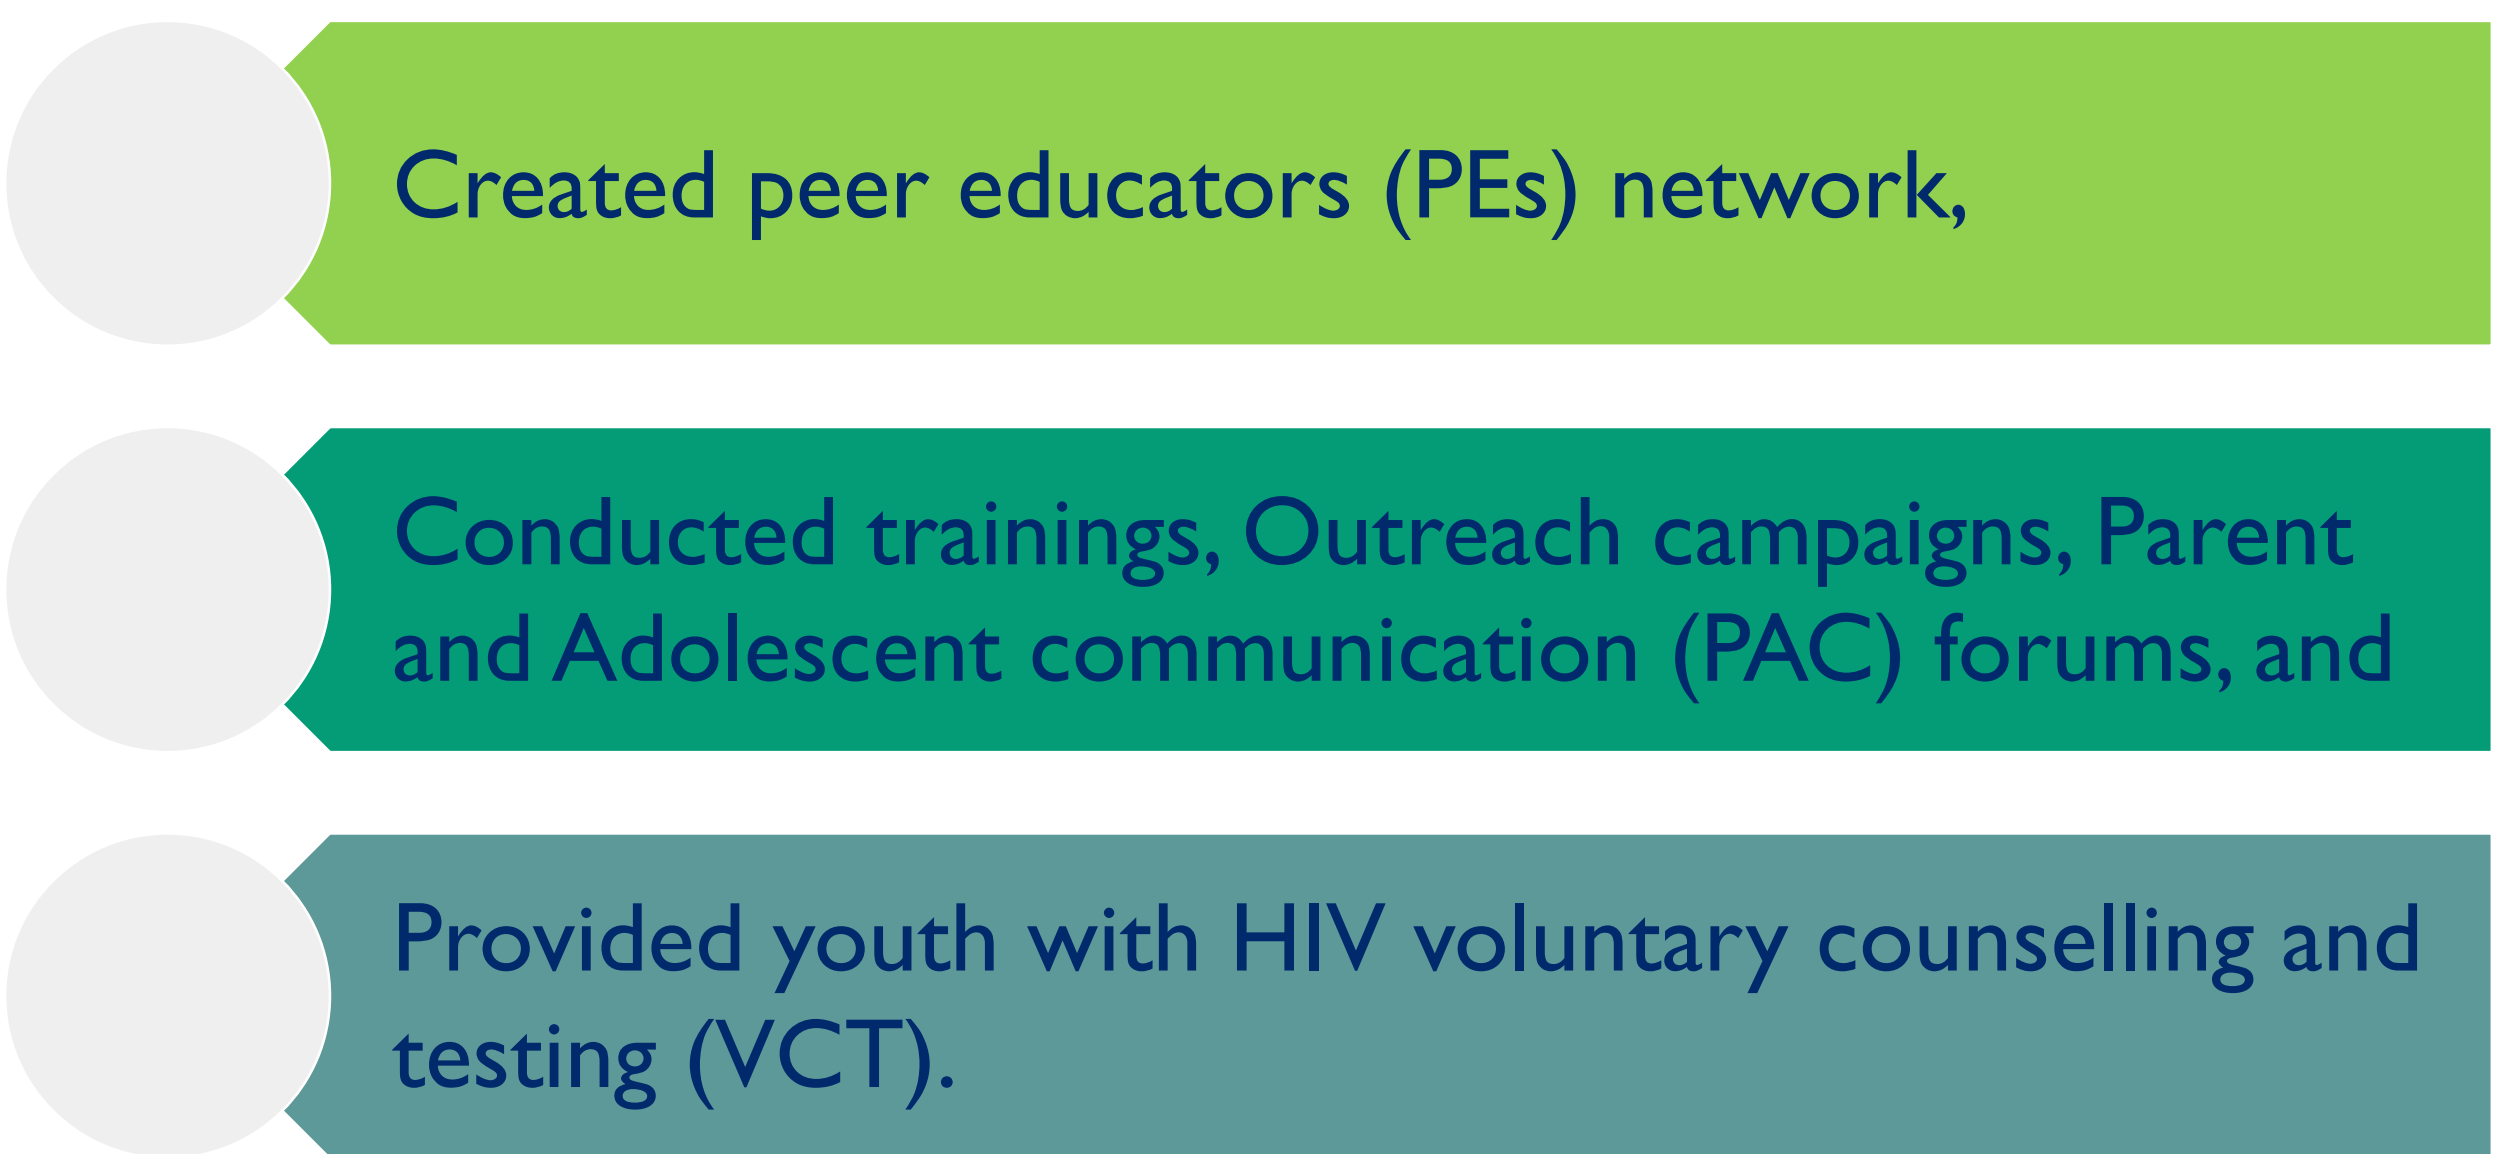 Created peer educators (PEs) network,
Conducted trainings, Outreach campaigns, Parent
and Adolescent communication (PAC) forums, and
Provided youth with HIV voluntary counselling and
testing (VCT).